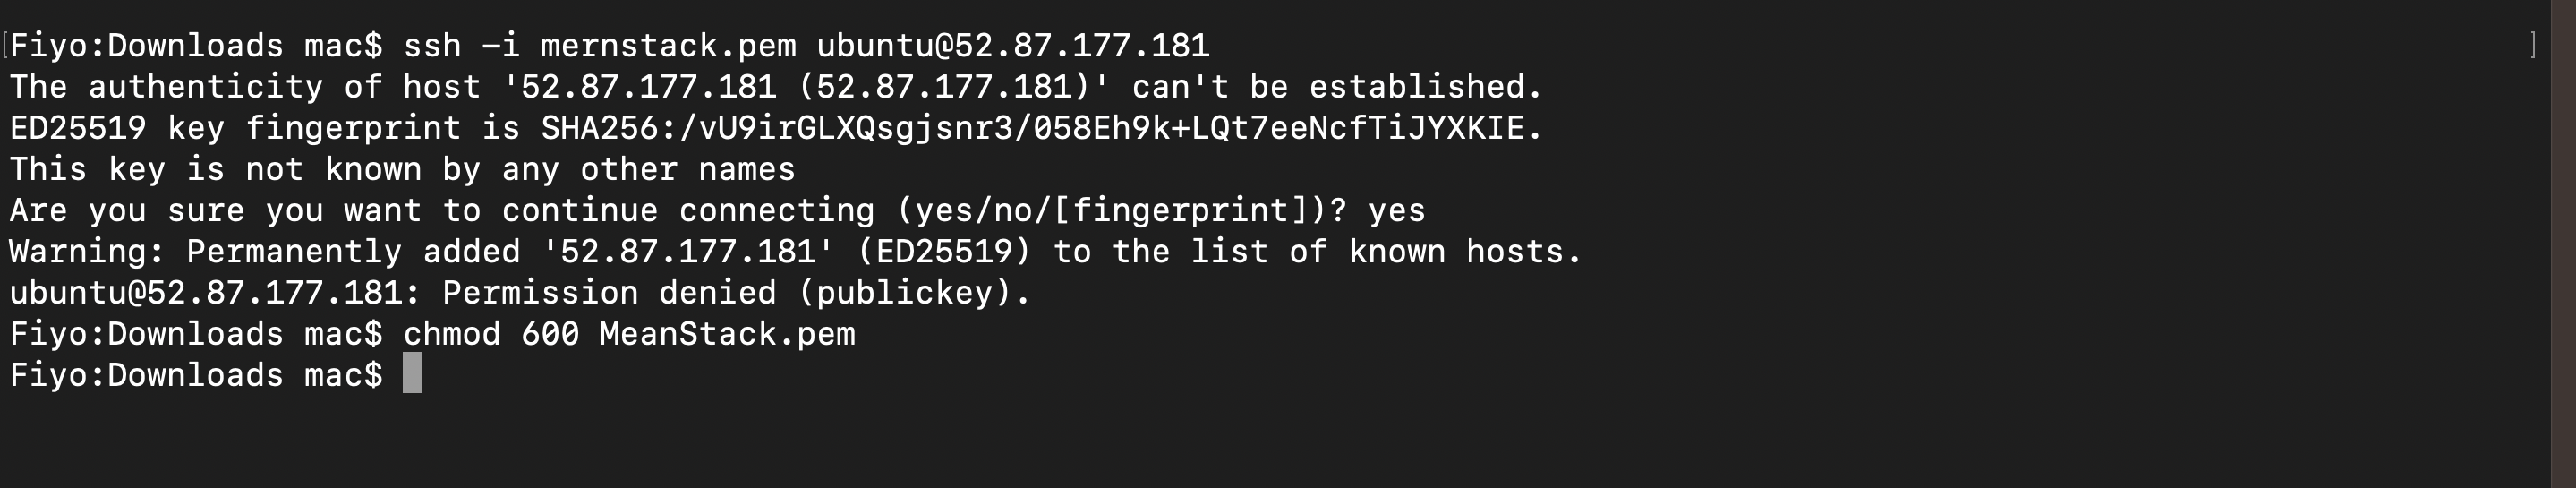 [Fiyo:Downloads mac$ ssh -i mernstack.pem ubuntu@52.87.177.181 ]
The authenticity of host '52.87.177.181 (52.87.177.181)' can't be established.
ED25519 key fingerprint is SHA256:/vU9irGLXQsgjsnr3/058Eh9k+LQt7eeNcfTiJYXKIE.
This key is not known by any other names
Are you sure you want to continue connecting (yes/no/[fingerprint])? yes
Warning: Permanently added '52.87.177.181' (ED25519) to the list of known hosts.
ubuntu@52.87.177.181: Permission denied (publickey).
Fiyo:Downloads mac$ chmod 600 MeanStack.pem
Fiyo:Downloads mac$